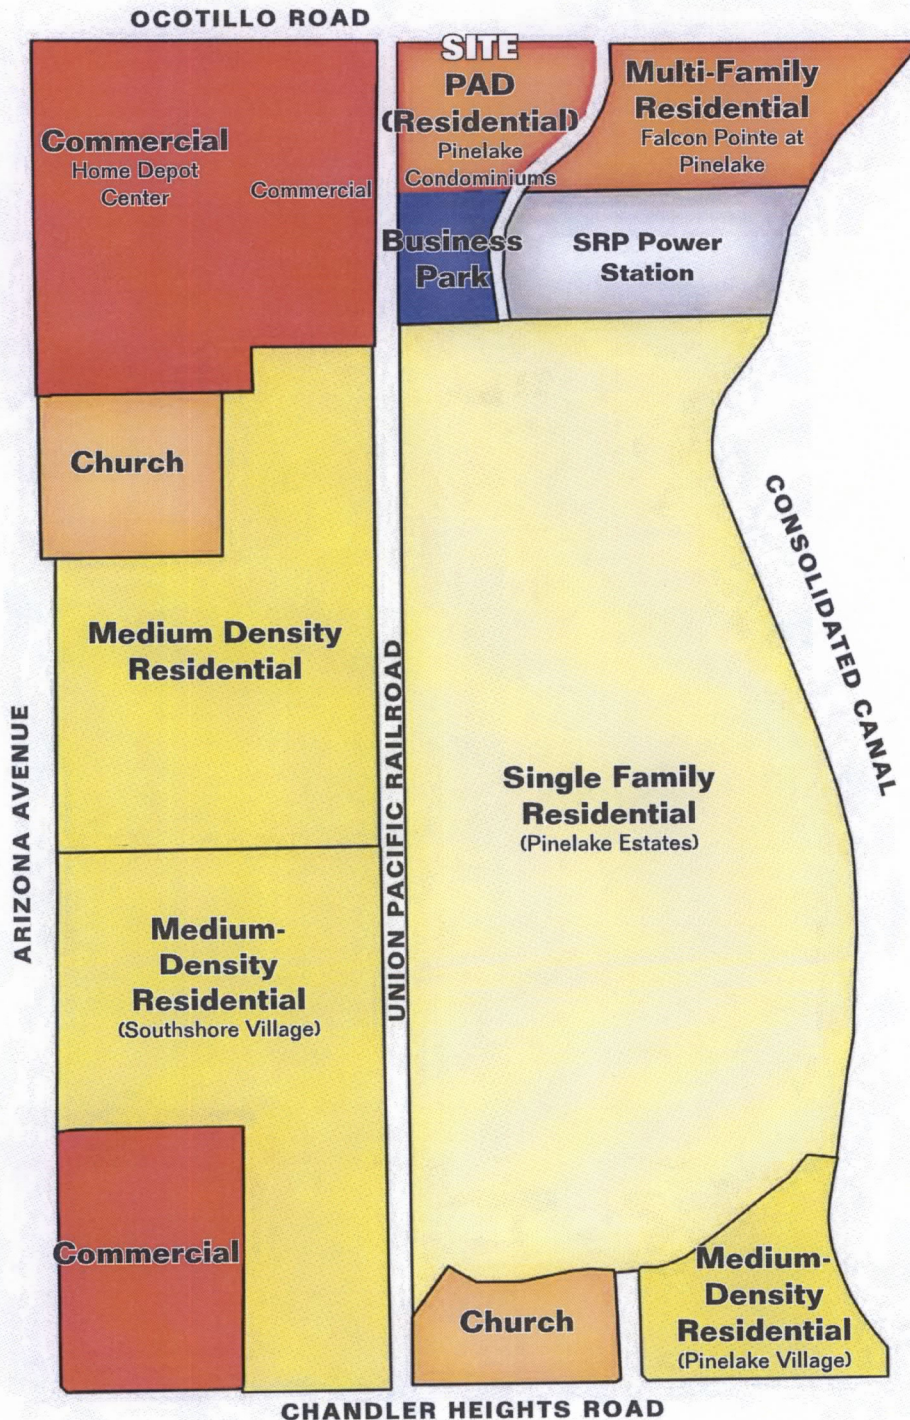 OCOTILLO ROAD
SITE
PAD
(Residential)
Pinelake
Condominiums
Multi-Family
Residential
Falcon Pointe at
Pinelake
Commercial
Home Depot
Center
Commercial
Business
Park
SRP Power
Station
Church
CONSOLIDATED CANAL
Medium Density
Residential
ARIZONA AVENUE
UNION PACIFIC RAILROAD
Single Family
Residential
(Pinelake Estates)
Medium-
Density
Residential
(Southshore Village)
Commercial
Church
Medium-
Density
Residential
(Pinelake Village)
CHANDLER HEIGHTS ROAD